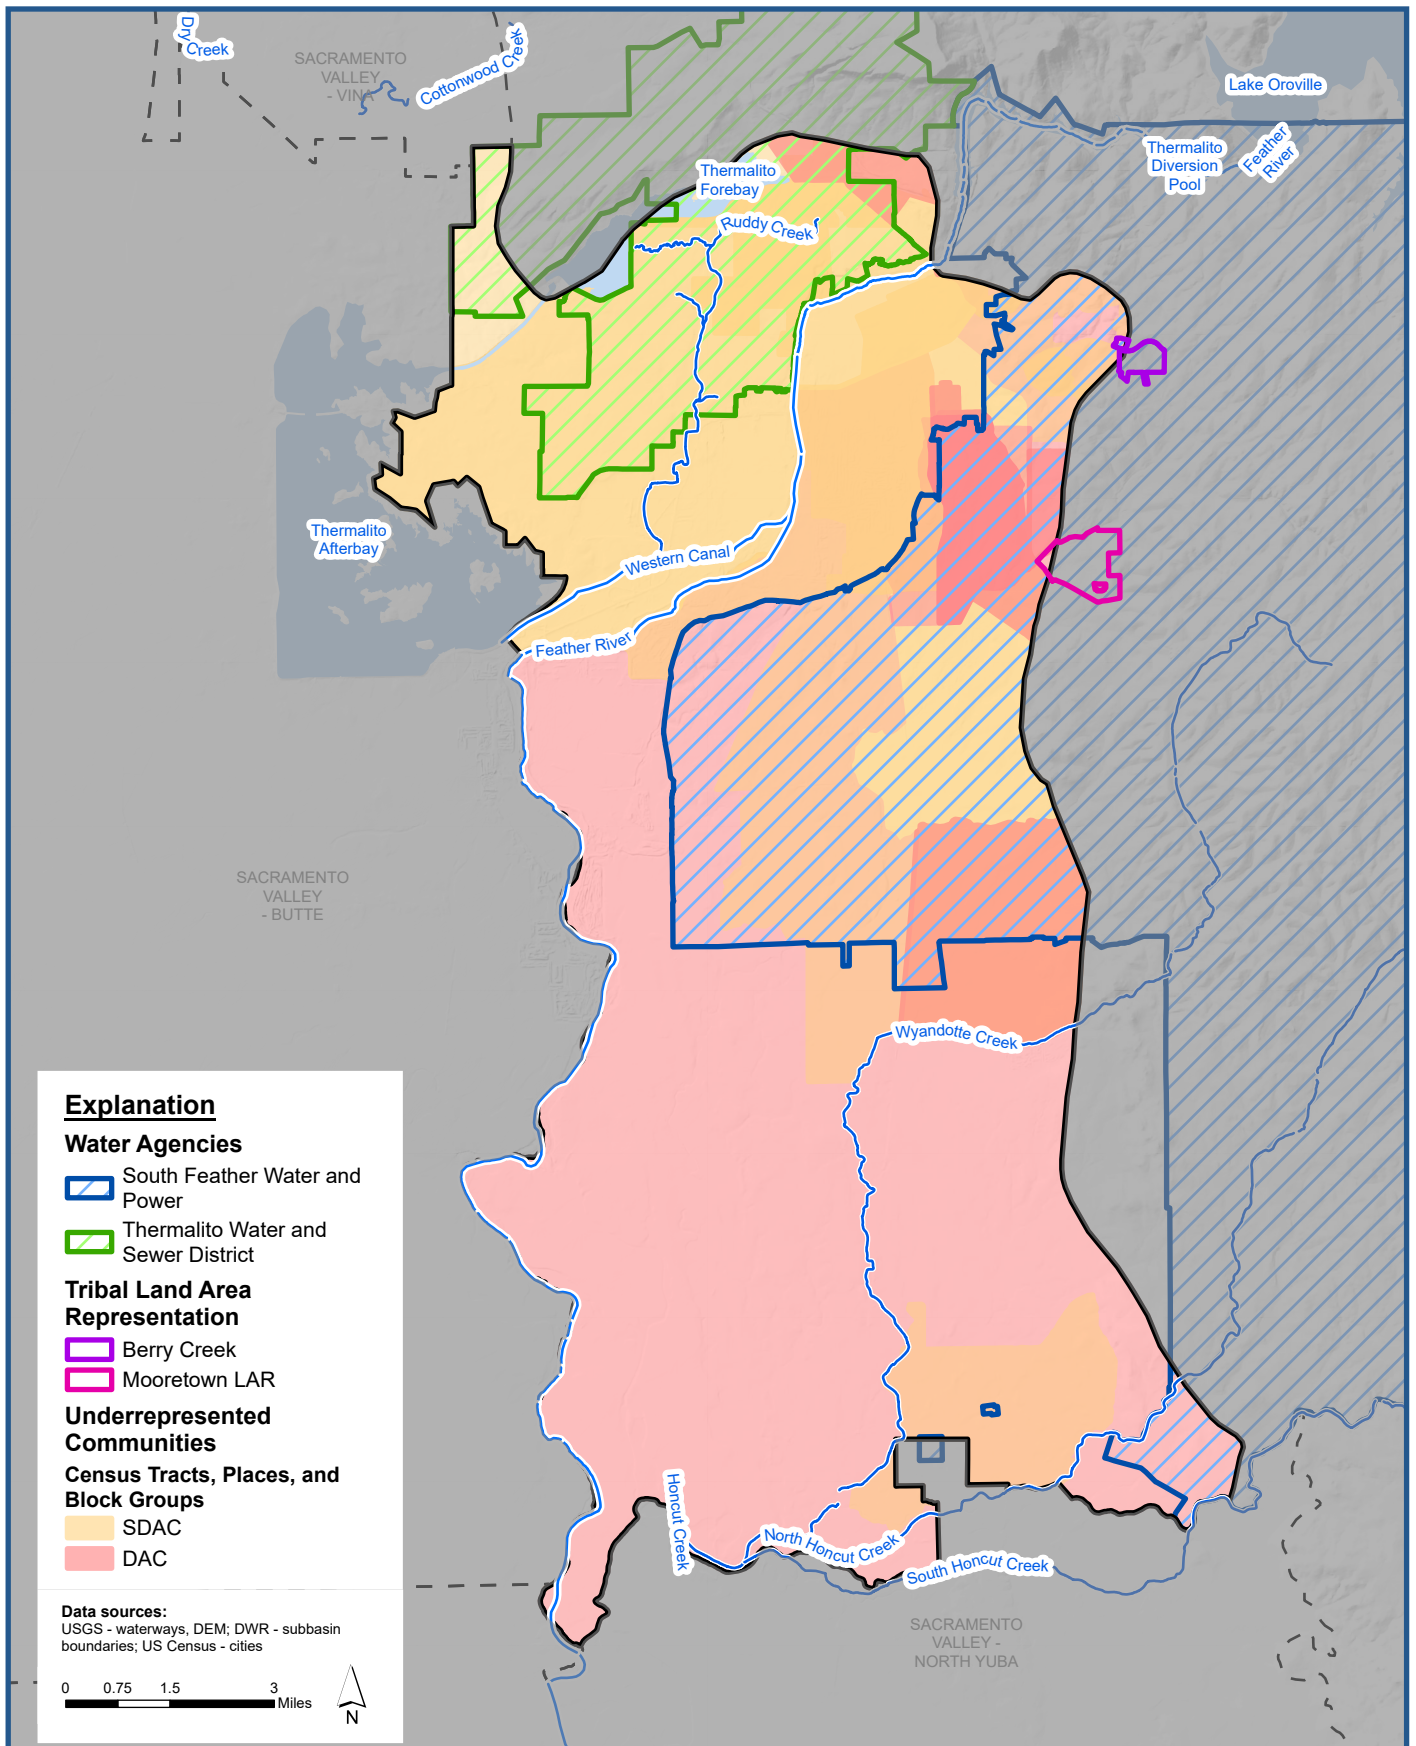 Dry
Creek
SACRAMENTO
VALLEY
- VINA
Cottonwood Creek
Lake Oroville
Thermalito
Diversion
Pool
Feather
River
Thermalito
Forebay
Ruddy Creek
Thermalito
Afterbay
Western Canal
Feather River
SACRAMENTO
VALLEY
- BUTTE
Wyandotte Creek
Honcut Creek
North Honcut Creek
South Honcut Creek
SACRAMENTO
VALLEY -
NORTH YUBA
Explanation
Water Agencies
South Feather Water and
Power
Thermalito Water and
Sewer District
Tribal Land Area
Representation
Berry Creek
Mooretown LAR
Underrepresented
Communities
Census Tracts, Places, and
Block Groups
SDAC
DAC
Data sources:
USGS - waterways, DEM; DWR - subbasin
boundaries; US Census - cities
0 0.75 1.5 3
Miles
N